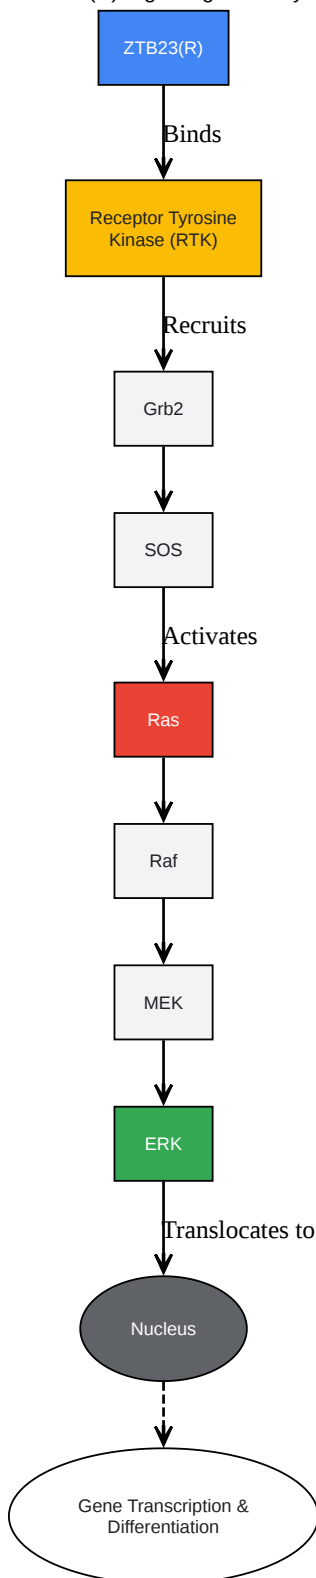 ZTB23(R)
Binds
Receptor Tyrosine
Kinase (RTK)
Recruits
Grb2
SOS
Activates
Ras
Raf
MEK
ERK
Translocates to
Nucleus
Gene Transcription &
Differentiation